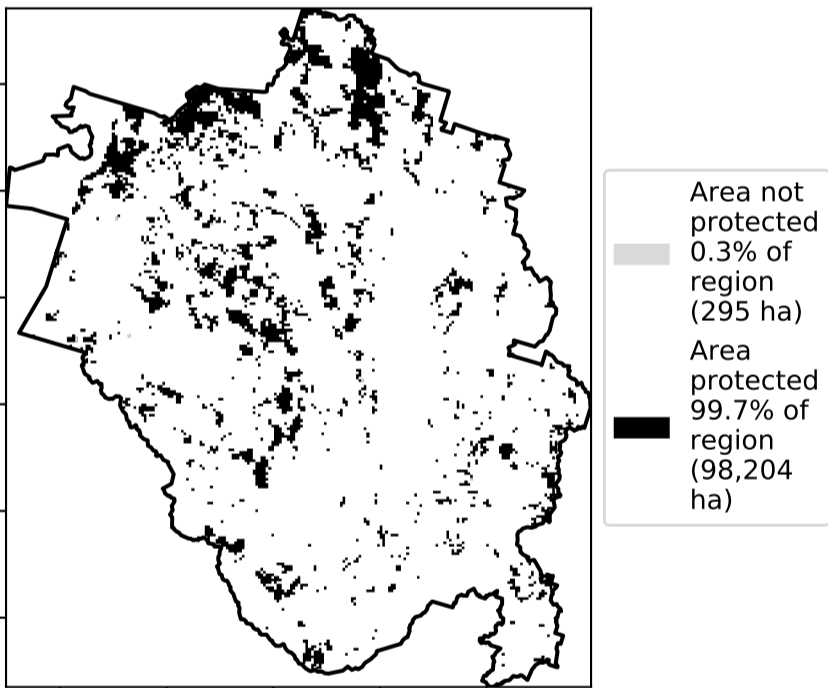 Area not
protected
0.3% of
region
(295 ha)
Area
protected
99.7% of
region
(98,204
ha)